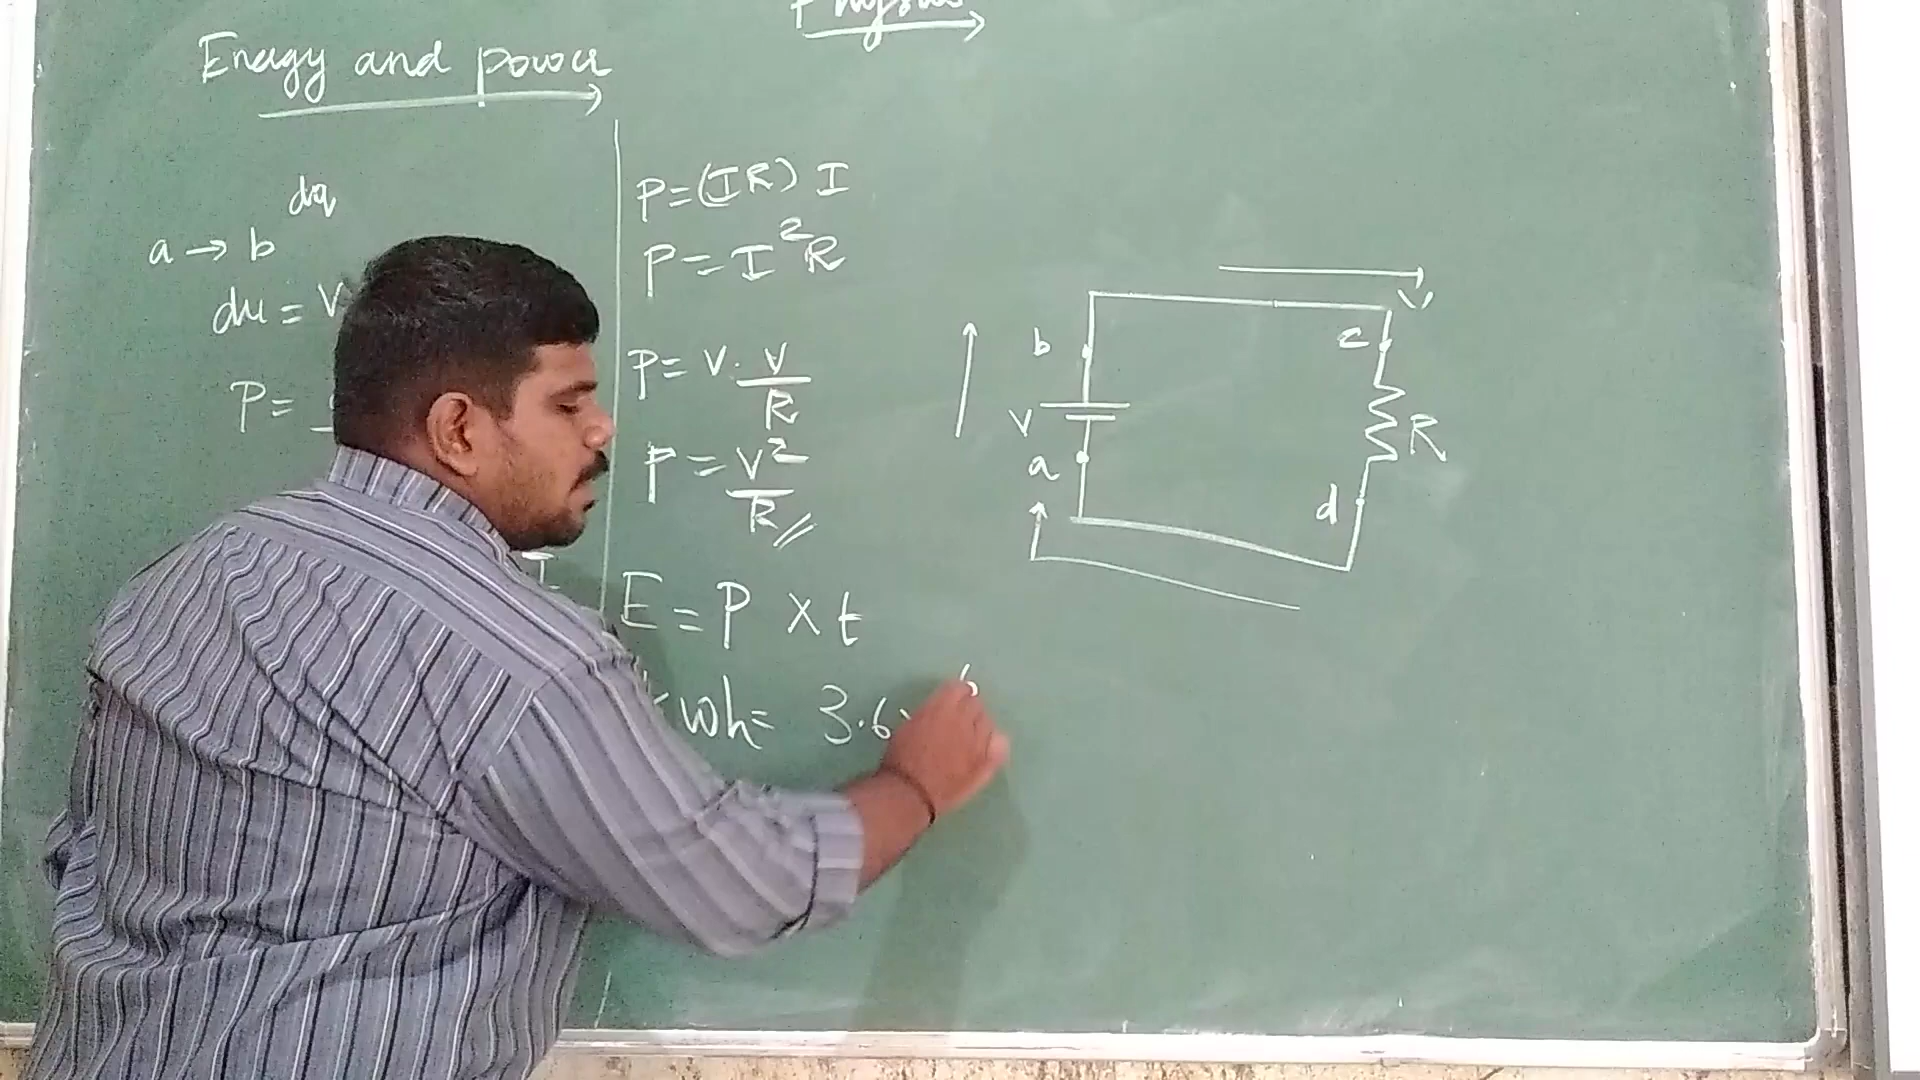 Physics
Energy and power
dq
a → b
du = V
P =
I
P = (IR) I
P = I²R
P = V · V/R
P = V²/R
E = P × t
kwh = 3.6
b
V
a
c
R
d